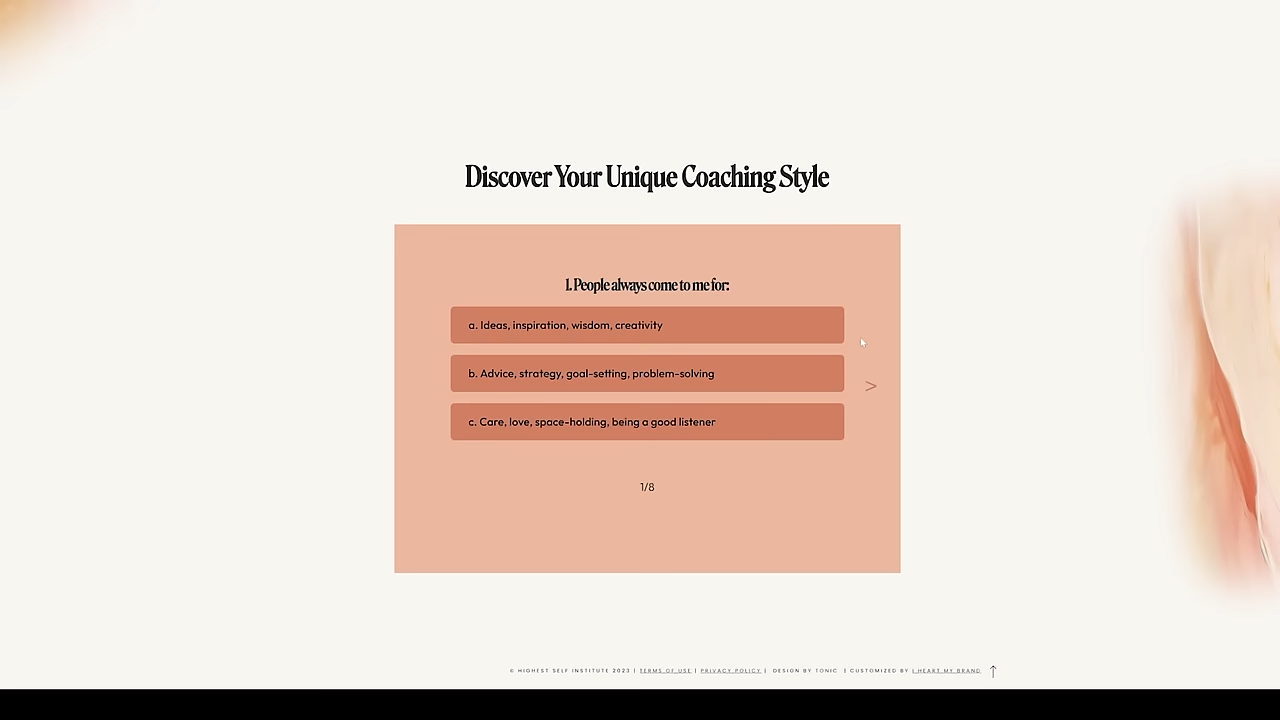 Discover Your Unique Coaching Style
1. People always come to me for:
a. Ideas, inspiration, wisdom, creativity
b. Advice, strategy, goal-setting, problem-solving
>
c. Care, love, space-holding, being a good listener
1/8
© HIGHEST SELF INSTITUTE 2023 | TERMS OF USE | PRIVACY POLICY | DESIGN BY TONIC | CUSTOMIZED BY I HEART MY BRAND